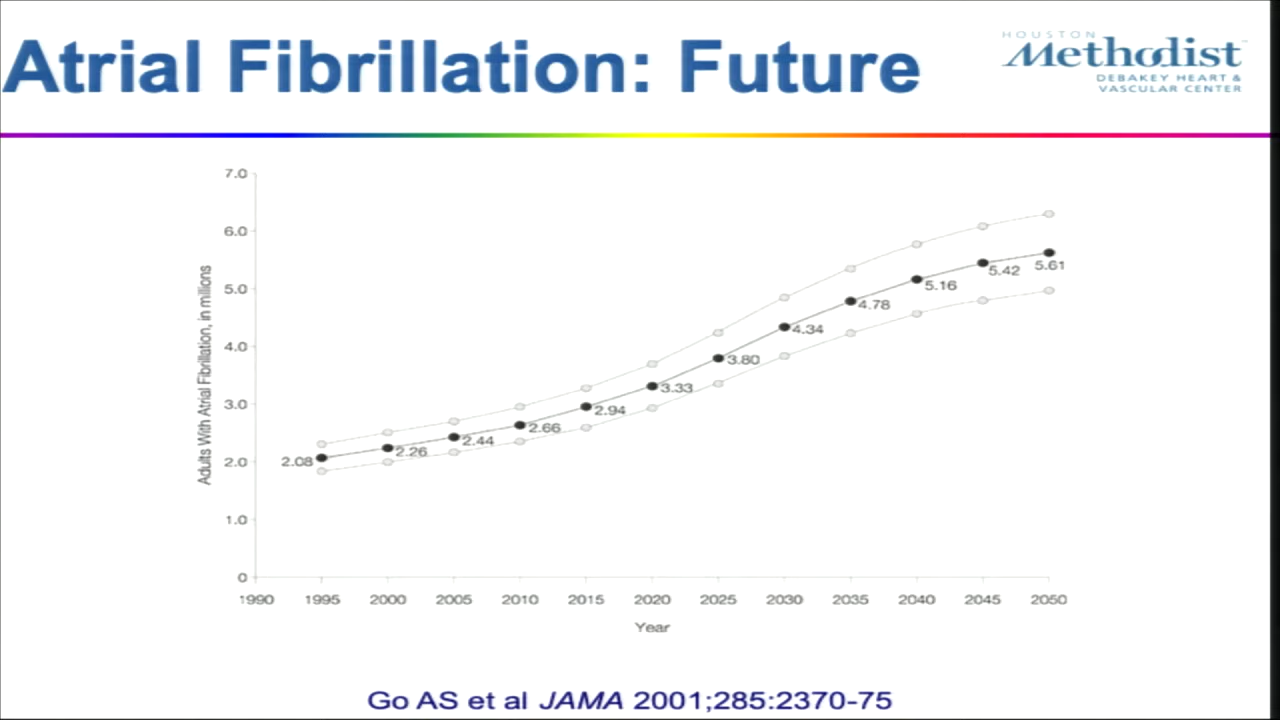 Atrial Fibrillation: Future
HOUSTON
Methodist
DEBAKEY HEART &
VASCULAR CENTER
7.0
6.0
5.0
4.0
3.0
2.0
1.0
0
Adults With Atrial Fibrillation, in millions
2.08
2.26
2.44
2.66
2.94
3.33
3.80
4.34
4.78
5.16
5.42
5.61
1990 1995 2000 2005 2010 2015 2020 2025 2030 2035 2040 2045 2050
Year
Go AS et al JAMA 2001;285:2370-75